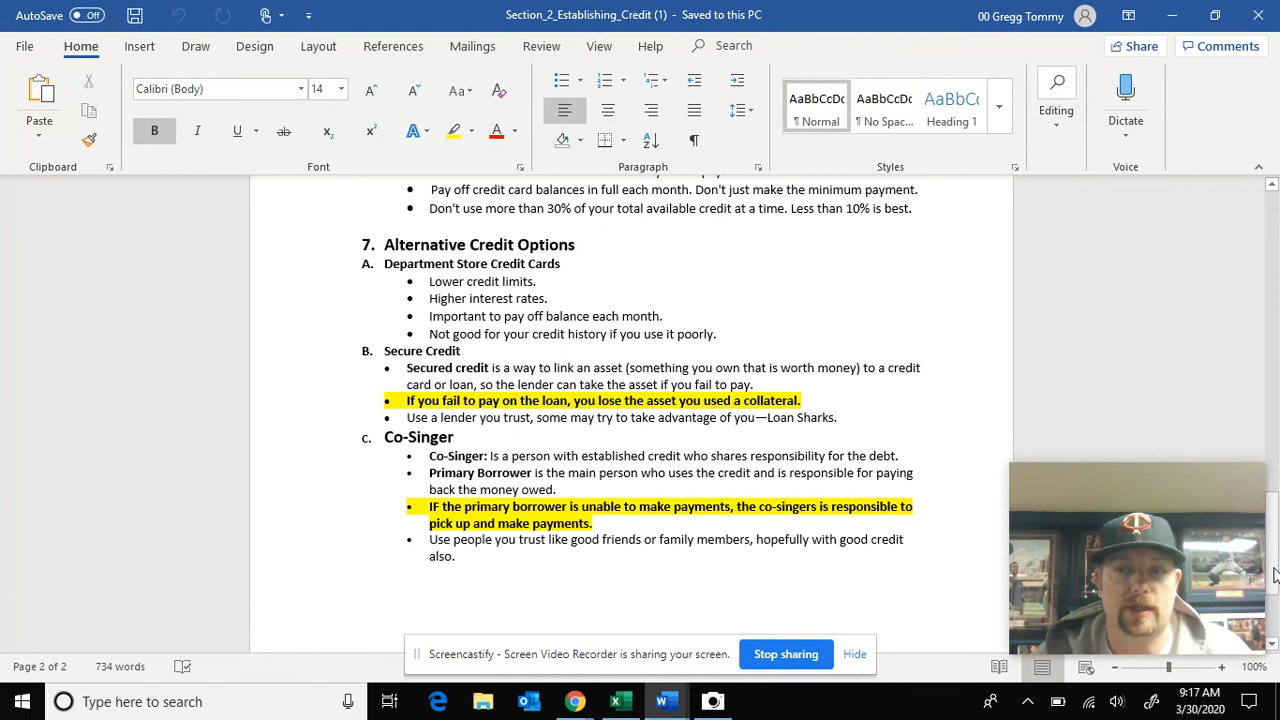 AutoSave Off
Section_2_Establishing_Credit (1) - Saved to this PC
00 Gregg Tommy
File Home Insert Draw Design Layout References Mailings Review View Help Search Share Comments
Calibri (Body) 14
Aa
AaBbCcDc AaBbCcDc AaBbCc
Paste
B I U ab x₂ x² A A
¶ Normal ¶ No Spac... Heading 1
Editing Dictate
Clipboard Font Paragraph Styles Voice
• Pay off credit card balances in full each month. Don't just make the minimum payment.
• Don't use more than 30% of your total available credit at a time. Less than 10% is best.
7. Alternative Credit Options
A. Department Store Credit Cards
• Lower credit limits.
• Higher interest rates.
• Important to pay off balance each month.
• Not good for your credit history if you use it poorly.
B. Secure Credit
• Secured credit is a way to link an asset (something you own that is worth money) to a credit
card or loan, so the lender can take the asset if you fail to pay.
• If you fail to pay on the loan, you lose the asset you used a collateral.
• Use a lender you trust, some may try to take advantage of you—Loan Sharks.
C. Co-Singer
• Co-Singer: Is a person with established credit who shares responsibility for the debt.
• Primary Borrower is the main person who uses the credit and is responsible for paying
back the money owed.
• IF the primary borrower is unable to make payments, the co-singers is responsible to
pick up and make payments.
• Use people you trust like good friends or family members, hopefully with good credit
also.
Screencastify - Screen Video Recorder is sharing your screen. Stop sharing Hide
Page 2 of 2 734 words 100%
Type here to search
9:17 AM
3/30/2020